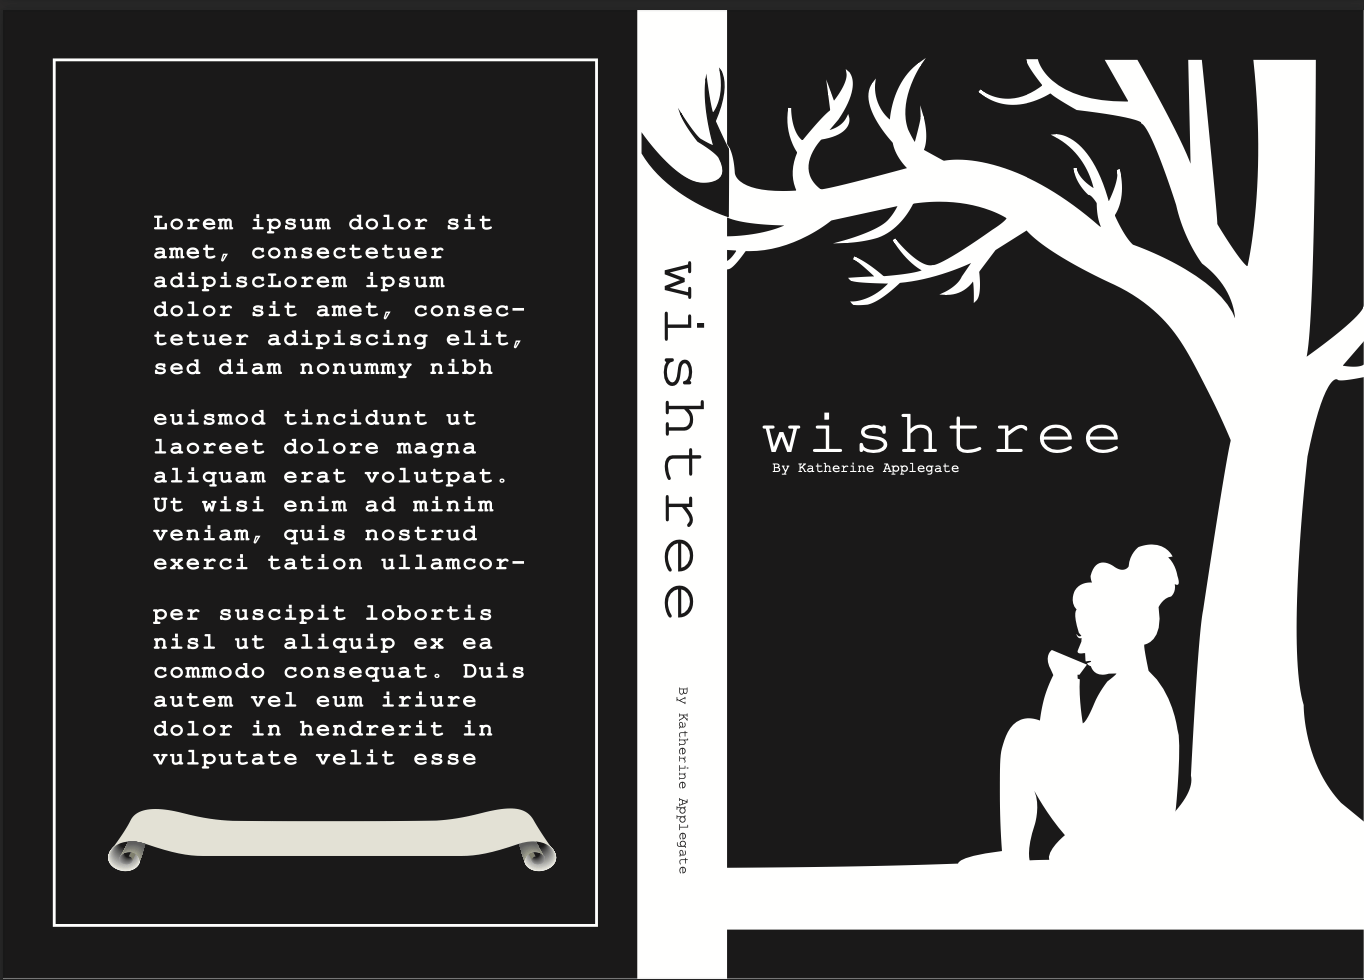 Lorem ipsum dolor sit
amet, consectetuer
adipiscLorem ipsum
dolor sit amet, consec-
tetuer adipiscing elit,
sed diam nonummy nibh
euismod tincidunt ut
laoreet dolore magna
aliquam erat volutpat.
Ut wisi enim ad minim
veniam, quis nostrud
exerci tation ullamcor-
per suscipit lobortis
nisl ut aliquip ex ea
commodo consequat. Duis
autem vel eum iriure
dolor in hendrerit in
vulputate velit esse
wishtree
By Katherine Applegate
wishtree
By Katherine Applegate